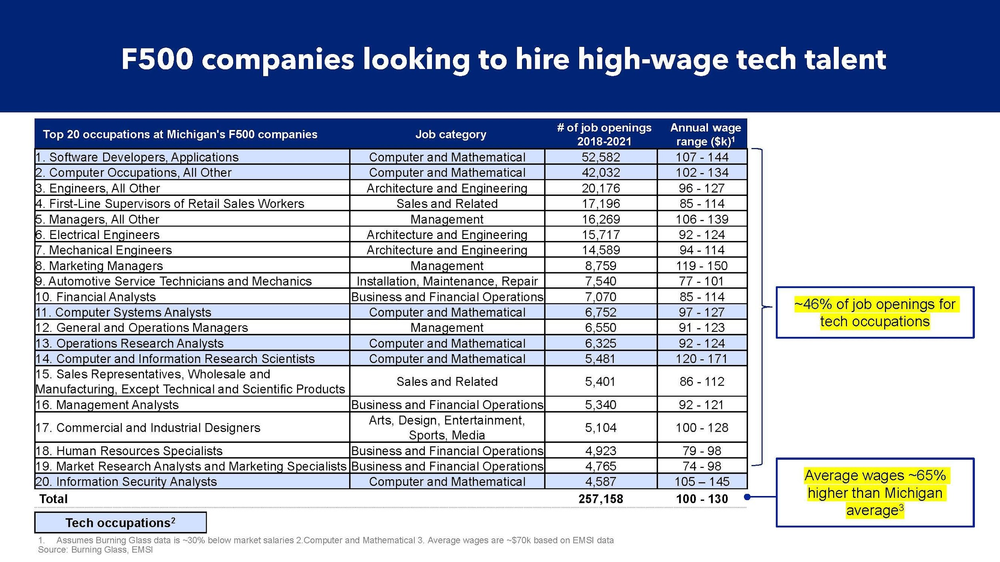 F500 companies looking to hire high-wage tech talent
Top 20 occupations at Michigan's F500 companies Job category # of job openings 2018-2021 Annual wage range ($k)¹
1. Software Developers, Applications Computer and Mathematical 52,582 107 - 144
2. Computer Occupations, All Other Computer and Mathematical 42,032 102 - 134
3. Engineers, All Other Architecture and Engineering 20,176 96 - 127
4. First-Line Supervisors of Retail Sales Workers Sales and Related 17,196 85 - 114
5. Managers, All Other Management 16,269 106 - 139
6. Electrical Engineers Architecture and Engineering 15,717 92 - 124
7. Mechanical Engineers Architecture and Engineering 14,589 94 - 114
8. Marketing Managers Management 8,759 119 - 150
9. Automotive Service Technicians and Mechanics Installation, Maintenance, Repair 7,540 77 - 101
10. Financial Analysts Business and Financial Operations 7,070 85 - 114
11. Computer Systems Analysts Computer and Mathematical 6,752 97 - 127
12. General and Operations Managers Management 6,550 91 - 123
13. Operations Research Analysts Computer and Mathematical 6,325 92 - 124
14. Computer and Information Research Scientists Computer and Mathematical 5,481 120 - 171
15. Sales Representatives, Wholesale and
Manufacturing, Except Technical and Scientific Products Sales and Related 5,401 86 - 112
16. Management Analysts Business and Financial Operations 5,340 92 - 121
17. Commercial and Industrial Designers Arts, Design, Entertainment,
Sports, Media 5,104 100 - 128
18. Human Resources Specialists Business and Financial Operations 4,923 79 - 98
19. Market Research Analysts and Marketing Specialists Business and Financial Operations 4,765 74 - 98
20. Information Security Analysts Computer and Mathematical 4,587 105 – 145
Total 257,158 100 - 130
~46% of job openings for
tech occupations
Average wages ~65%
higher than Michigan
average³
Tech occupations²
1. Assumes Burning Glass data is ~30% below market salaries 2.Computer and Mathematical 3. Average wages are ~$70k based on EMSI data
Source: Burning Glass, EMSI